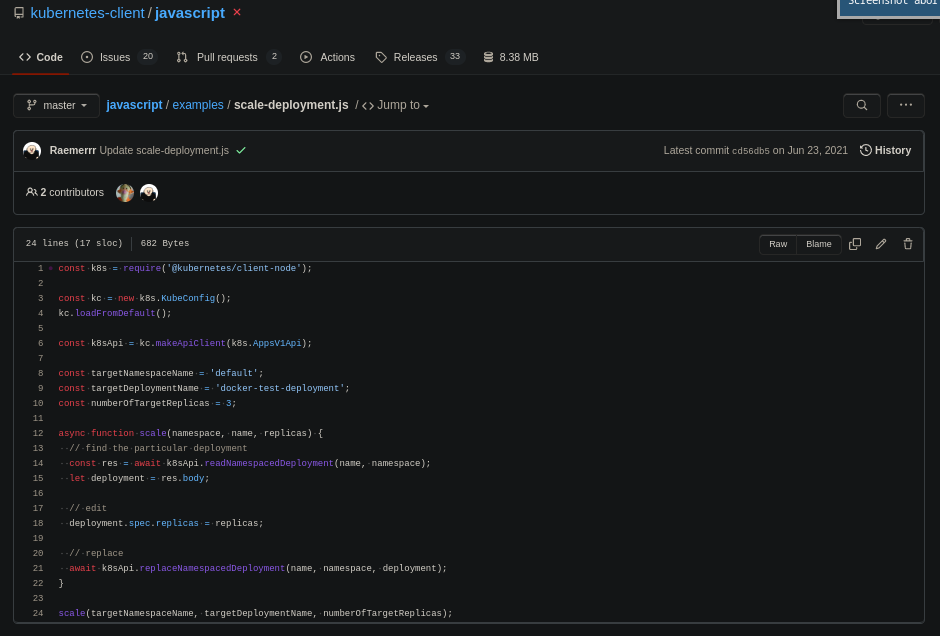 Screenshot
kubernetes-client / javascript ×
Code Issues 20 Pull requests 2 Actions Releases 33 8.38 MB
master javascript / examples / scale-deployment.js / <> Jump to
Raemerrr Update scale-deployment.js Latest commit cd56db5 on Jun 23, 2021 History
2 contributors
24 lines (17 sloc) 682 Bytes Raw Blame
1 const k8s = require('@kubernetes/client-node');
2
3 const kc = new k8s.KubeConfig();
4 kc.loadFromDefault();
5
6 const k8sApi = kc.makeApiClient(k8s.AppsV1Api);
7
8 const targetNamespaceName = 'default';
9 const targetDeploymentName = 'docker-test-deployment';
10 const numberOfTargetReplicas = 3;
11
12 async function scale(namespace, name, replicas) {
13 // find the particular deployment
14 const res = await k8sApi.readNamespacedDeployment(name, namespace);
15 let deployment = res.body;
16
17 // edit
18 deployment.spec.replicas = replicas;
19
20 // replace
21 await k8sApi.replaceNamespacedDeployment(name, namespace, deployment);
22 }
23
24 scale(targetNamespaceName, targetDeploymentName, numberOfTargetReplicas);